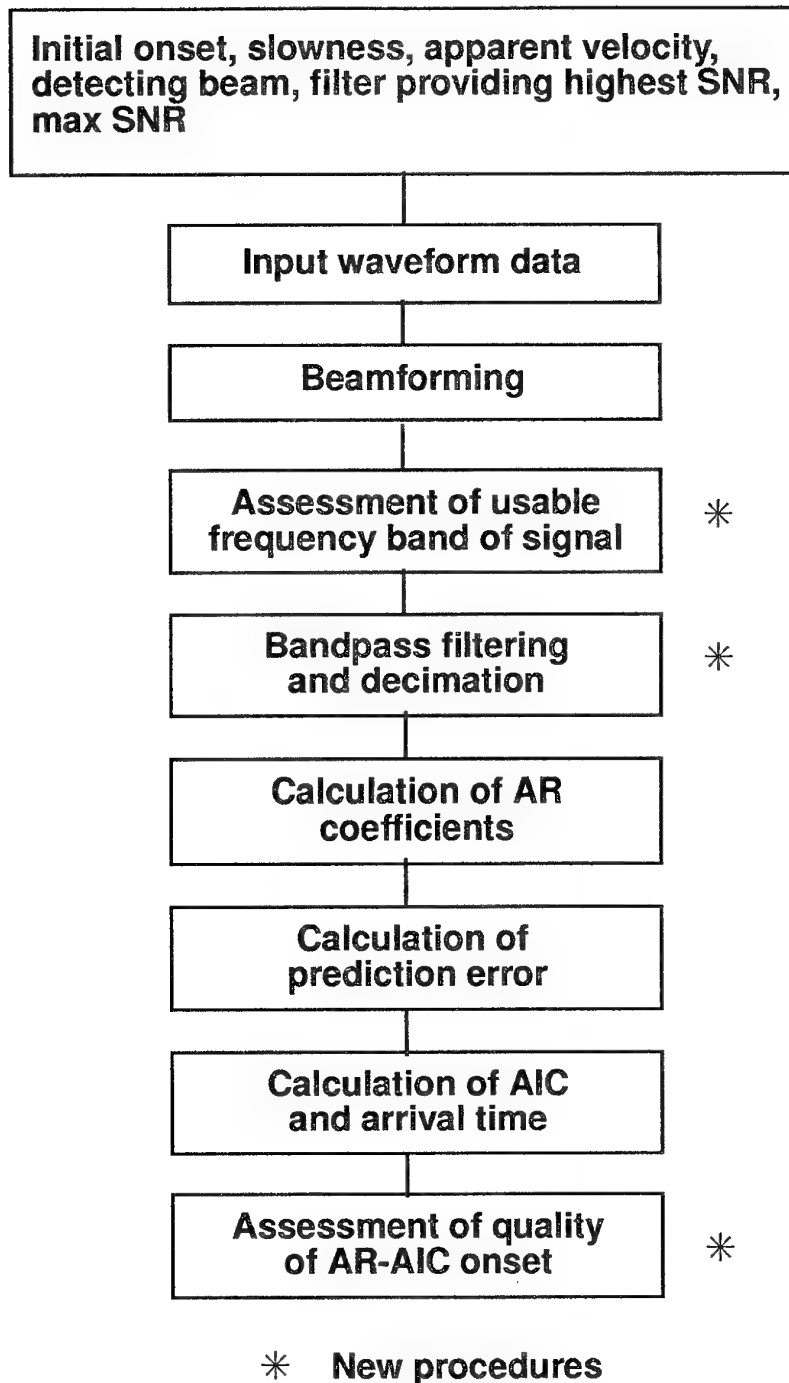 Initial onset, slowness, apparent velocity,
detecting beam, filter providing highest SNR,
max SNR
Input waveform data
Beamforming
Assessment of usable
frequency band of signal
✳
Bandpass filtering
and decimation
✳
Calculation of AR
coefficients
Calculation of
prediction error
Calculation of AIC
and arrival time
Assessment of quality
of AR-AIC onset
✳
✳ New procedures